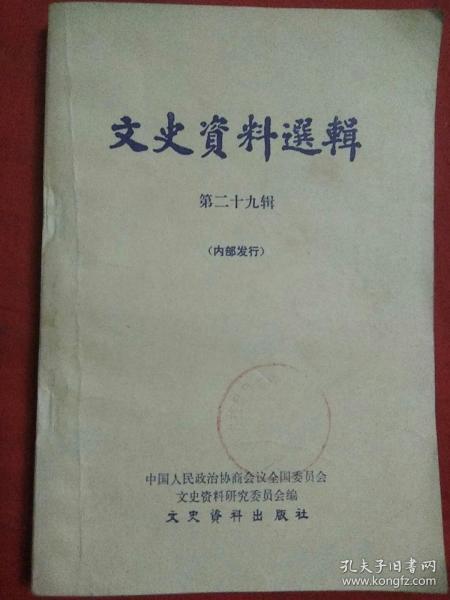 文史資料選輯
第二十九辑
（内部发行）
中国人民政治协商会议全国委员会
文史资料研究委员会编
文史資料出版社
孔夫子旧书网
www.kongfz.com